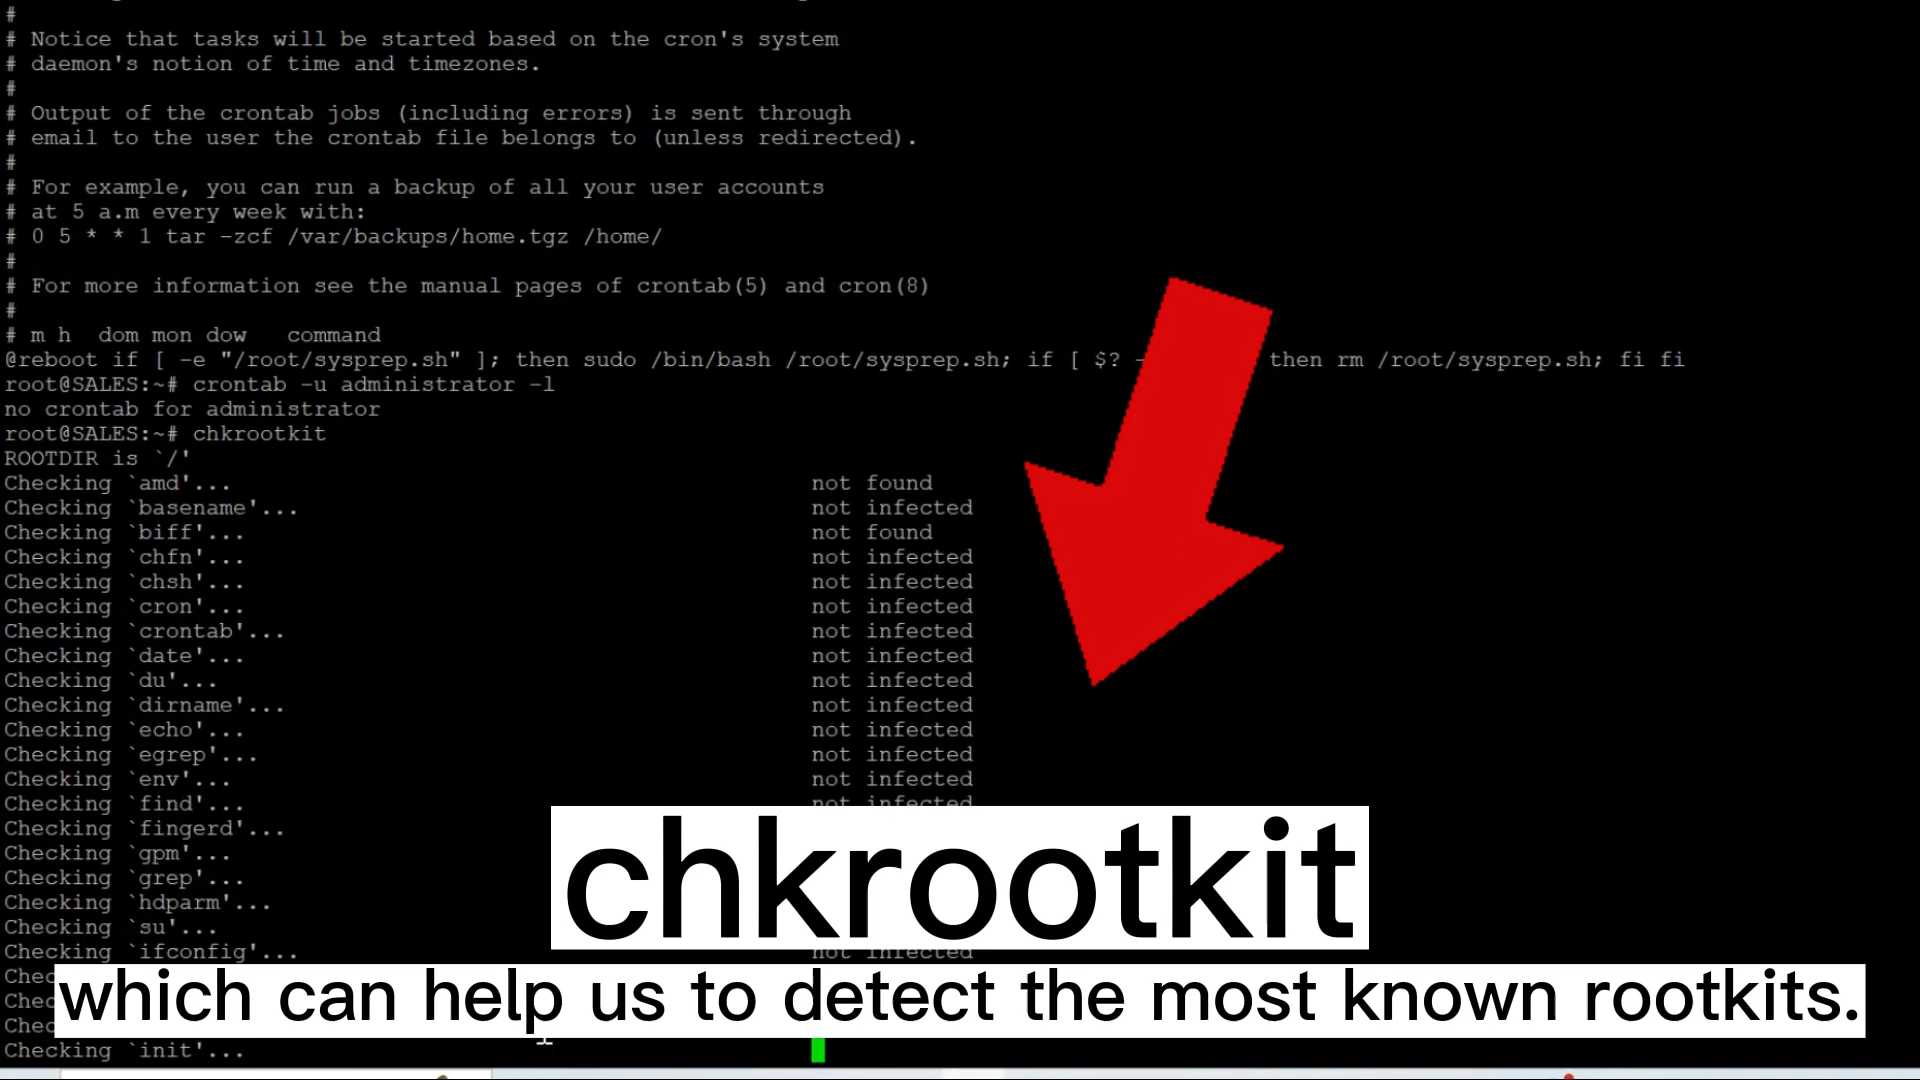 #
# Notice that tasks will be started based on the cron's system
# daemon's notion of time and timezones.
#
# Output of the crontab jobs (including errors) is sent through
# email to the user the crontab file belongs to (unless redirected).
#
# For example, you can run a backup of all your user accounts
# at 5 a.m every week with:
# 0 5 * * 1 tar -zcf /var/backups/home.tgz /home/
#
# For more information see the manual pages of crontab(5) and cron(8)
#
# m h  dom mon dow   command
@reboot if [ -e "/root/sysprep.sh" ]; then sudo /bin/bash /root/sysprep.sh; if [ $? - then rm /root/sysprep.sh; fi fi
root@SALES:~# crontab -u administrator -l
no crontab for administrator
root@SALES:~# chkrootkit
ROOTDIR is `/'
Checking `amd'... not found
Checking `basename'... not infected
Checking `biff'... not found
Checking `chfn'... not infected
Checking `chsh'... not infected
Checking `cron'... not infected
Checking `crontab'... not infected
Checking `date'... not infected
Checking `du'... not infected
Checking `dirname'... not infected
Checking `echo'... not infected
Checking `egrep'... not infected
Checking `env'... not infected
Checking `find'... not infected
Checking `fingerd'...
Checking `gpm'...
Checking `grep'...
Checking `hdparm'...
Checking `su'...
Checking `ifconfig'... not infected
Checking `init'...
chkrootkit
which can help us to detect the most known rootkits.